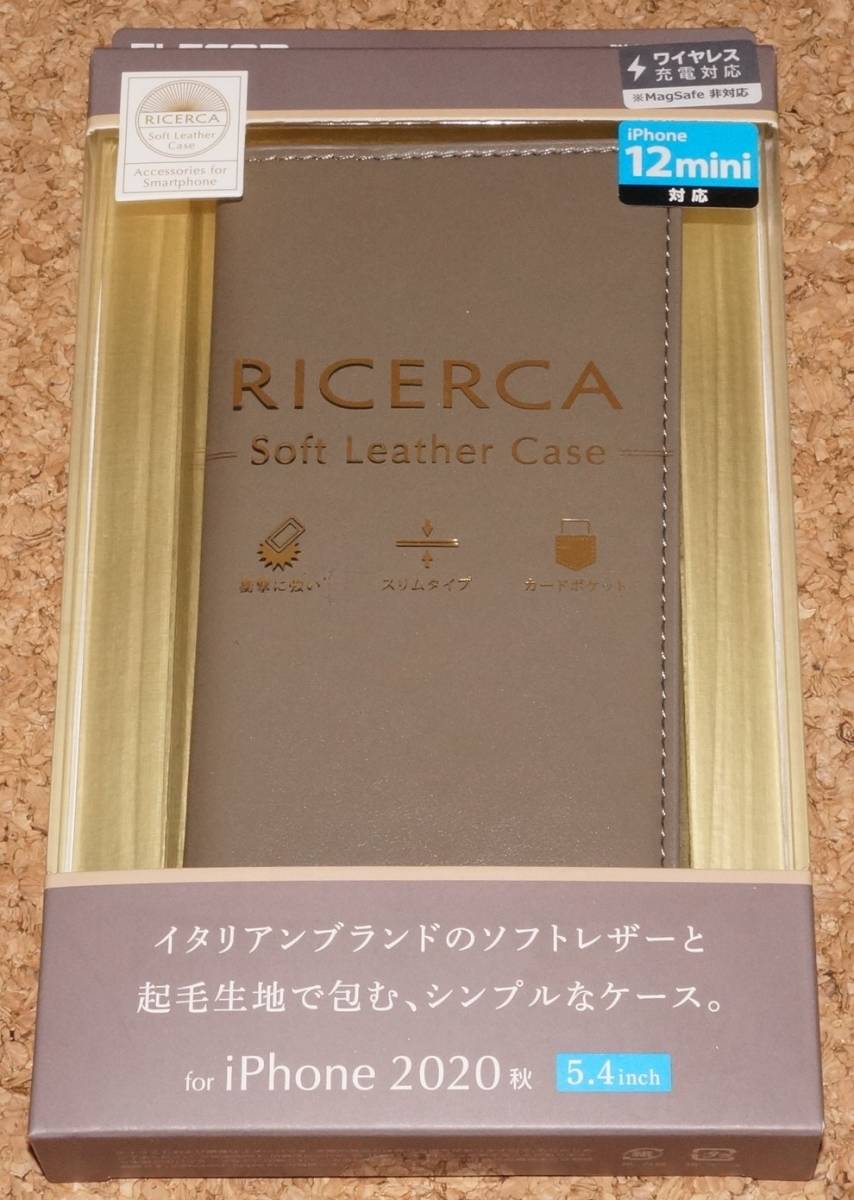 RICERCA
Soft Leather
Case
Accessories for
Smartphone
ワイヤレス
充電対応
※MagSafe 非対応
iPhone
12mini
対応
RICERCA
Soft Leather Case
衝撃に強い
スリムタイプ
カードポケット
イタリアンブランドのソフトレザーと
起毛生地で包む、シンプルなケース。
for iPhone 2020 秋 5.4inch